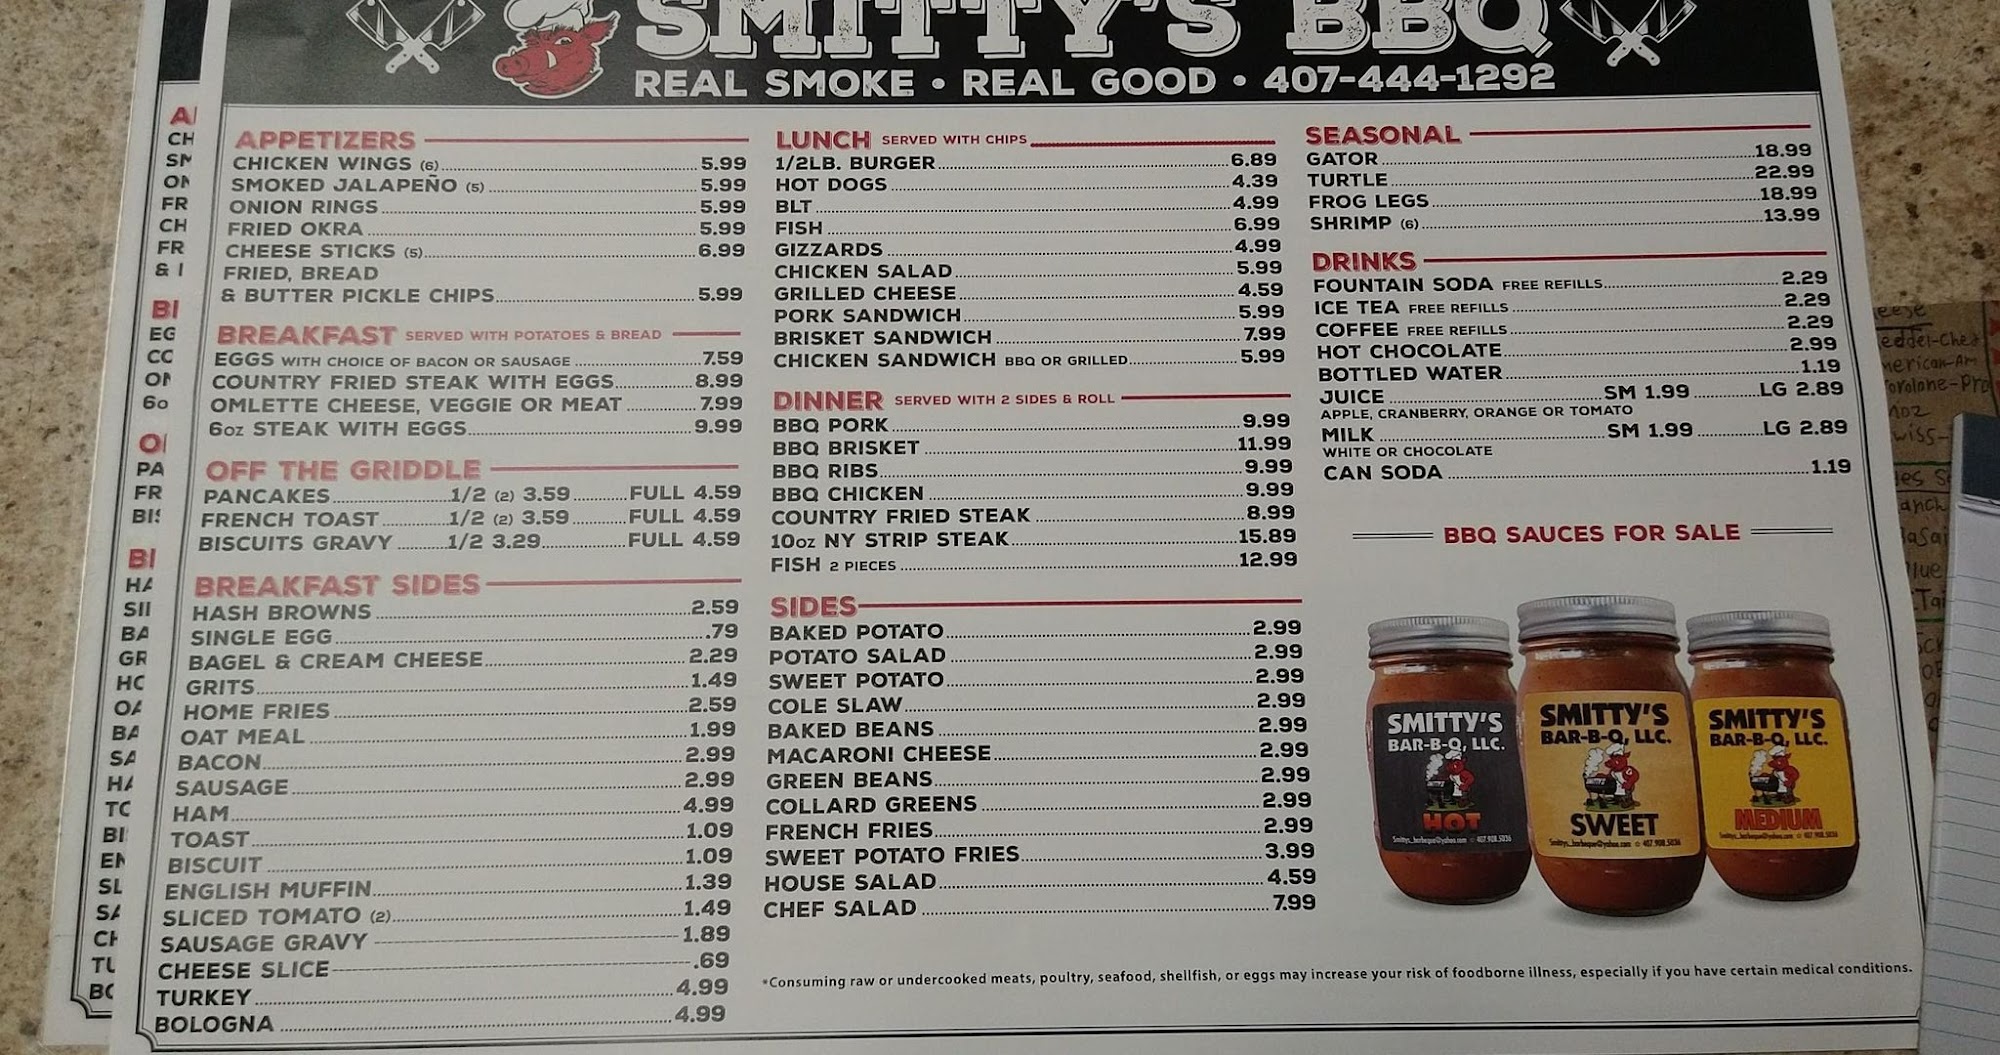 SMITTY'S BBQ
REAL SMOKE • REAL GOOD • 407-444-1292
APPETIZERS
CHICKEN WINGS (6) 5.99
SMOKED JALAPEÑO (5) 5.99
ONION RINGS 5.99
FRIED OKRA 5.99
CHEESE STICKS (5) 6.99
FRIED, BREAD
& BUTTER PICKLE CHIPS 5.99
BREAKFAST SERVED WITH POTATOES & BREAD
EGGS WITH CHOICE OF BACON OR SAUSAGE 7.59
COUNTRY FRIED STEAK WITH EGGS 8.99
OMLETTE CHEESE, VEGGIE OR MEAT 7.99
6oz STEAK WITH EGGS 9.99
OFF THE GRIDDLE
PANCAKES 1/2 (2) 3.59 FULL 4.59
FRENCH TOAST 1/2 (2) 3.59 FULL 4.59
BISCUITS GRAVY 1/2 3.29 FULL 4.59
BREAKFAST SIDES
HASH BROWNS 2.59
SINGLE EGG .79
BAGEL & CREAM CHEESE 2.29
GRITS 1.49
HOME FRIES 2.59
OAT MEAL 1.99
BACON 2.99
SAUSAGE 2.99
HAM 4.99
TOAST 1.09
BISCUIT 1.09
ENGLISH MUFFIN 1.39
SLICED TOMATO (2) 1.49
SAUSAGE GRAVY 1.89
CHEESE SLICE .69
TURKEY 4.99
BOLOGNA 4.99
LUNCH SERVED WITH CHIPS
1/2LB. BURGER 6.89
HOT DOGS 4.39
BLT 4.99
FISH 6.99
GIZZARDS 4.99
CHICKEN SALAD 5.99
GRILLED CHEESE 4.59
PORK SANDWICH 5.99
BRISKET SANDWICH 7.99
CHICKEN SANDWICH BBQ OR GRILLED 5.99
DINNER SERVED WITH 2 SIDES & ROLL
BBQ PORK 9.99
BBQ BRISKET 11.99
BBQ RIBS 9.99
BBQ CHICKEN 9.99
COUNTRY FRIED STEAK 8.99
10oz NY STRIP STEAK 15.89
FISH 2 PIECES 12.99
SIDES
BAKED POTATO 2.99
POTATO SALAD 2.99
SWEET POTATO 2.99
COLE SLAW 2.99
BAKED BEANS 2.99
MACARONI CHEESE 2.99
GREEN BEANS 2.99
COLLARD GREENS 2.99
FRENCH FRIES 2.99
SWEET POTATO FRIES 3.99
HOUSE SALAD 4.59
CHEF SALAD 7.99
SEASONAL
GATOR 18.99
TURTLE 22.99
FROG LEGS 18.99
SHRIMP (6) 13.99
DRINKS
FOUNTAIN SODA FREE REFILLS 2.29
ICE TEA FREE REFILLS 2.29
COFFEE FREE REFILLS 2.29
HOT CHOCOLATE 2.99
BOTTLED WATER 1.19
JUICE SM 1.99 LG 2.89
APPLE, CRANBERRY, ORANGE OR TOMATO
MILK SM 1.99 LG 2.89
WHITE OR CHOCOLATE
CAN SODA 1.19
BBQ SAUCES FOR SALE
SMITTY'S
BAR-B-Q, LLC.
HOT
Smittys_barbeque@yahoo.com 407.908.5036
SMITTY'S
BAR-B-Q, LLC.
SWEET
Smittys_barbeque@yahoo.com 407.908.5036
SMITTY'S
BAR-B-Q, LLC.
MEDIUM
Smittys_barbeque@yahoo.com 407.908.5036
*Consuming raw or undercooked meats, poultry, seafood, shellfish, or eggs may increase your risk of foodborne illness, especially if you have certain medical conditions.